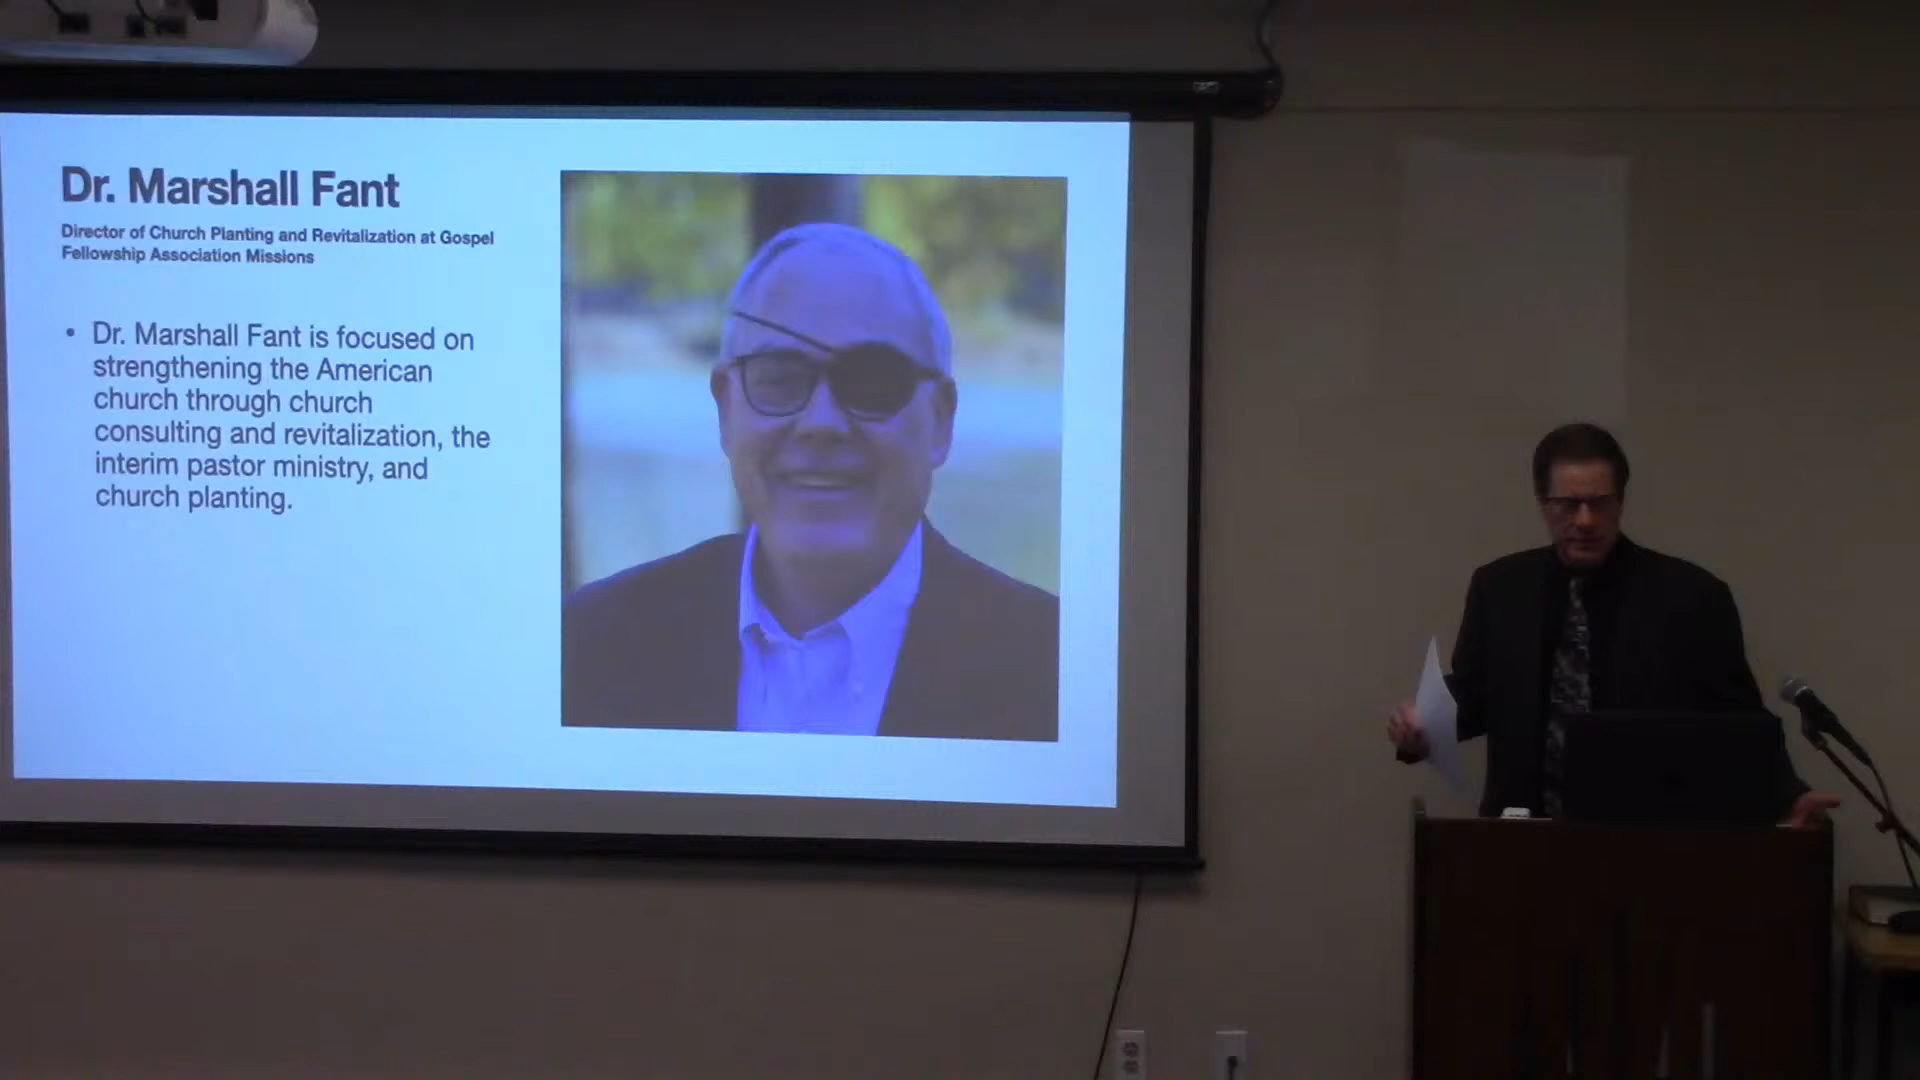 Dr. Marshall Fant
Director of Church Planting and Revitalization at Gospel
Fellowship Association Missions
• Dr. Marshall Fant is focused on
strengthening the American
church through church
consulting and revitalization, the
interim pastor ministry, and
church planting.